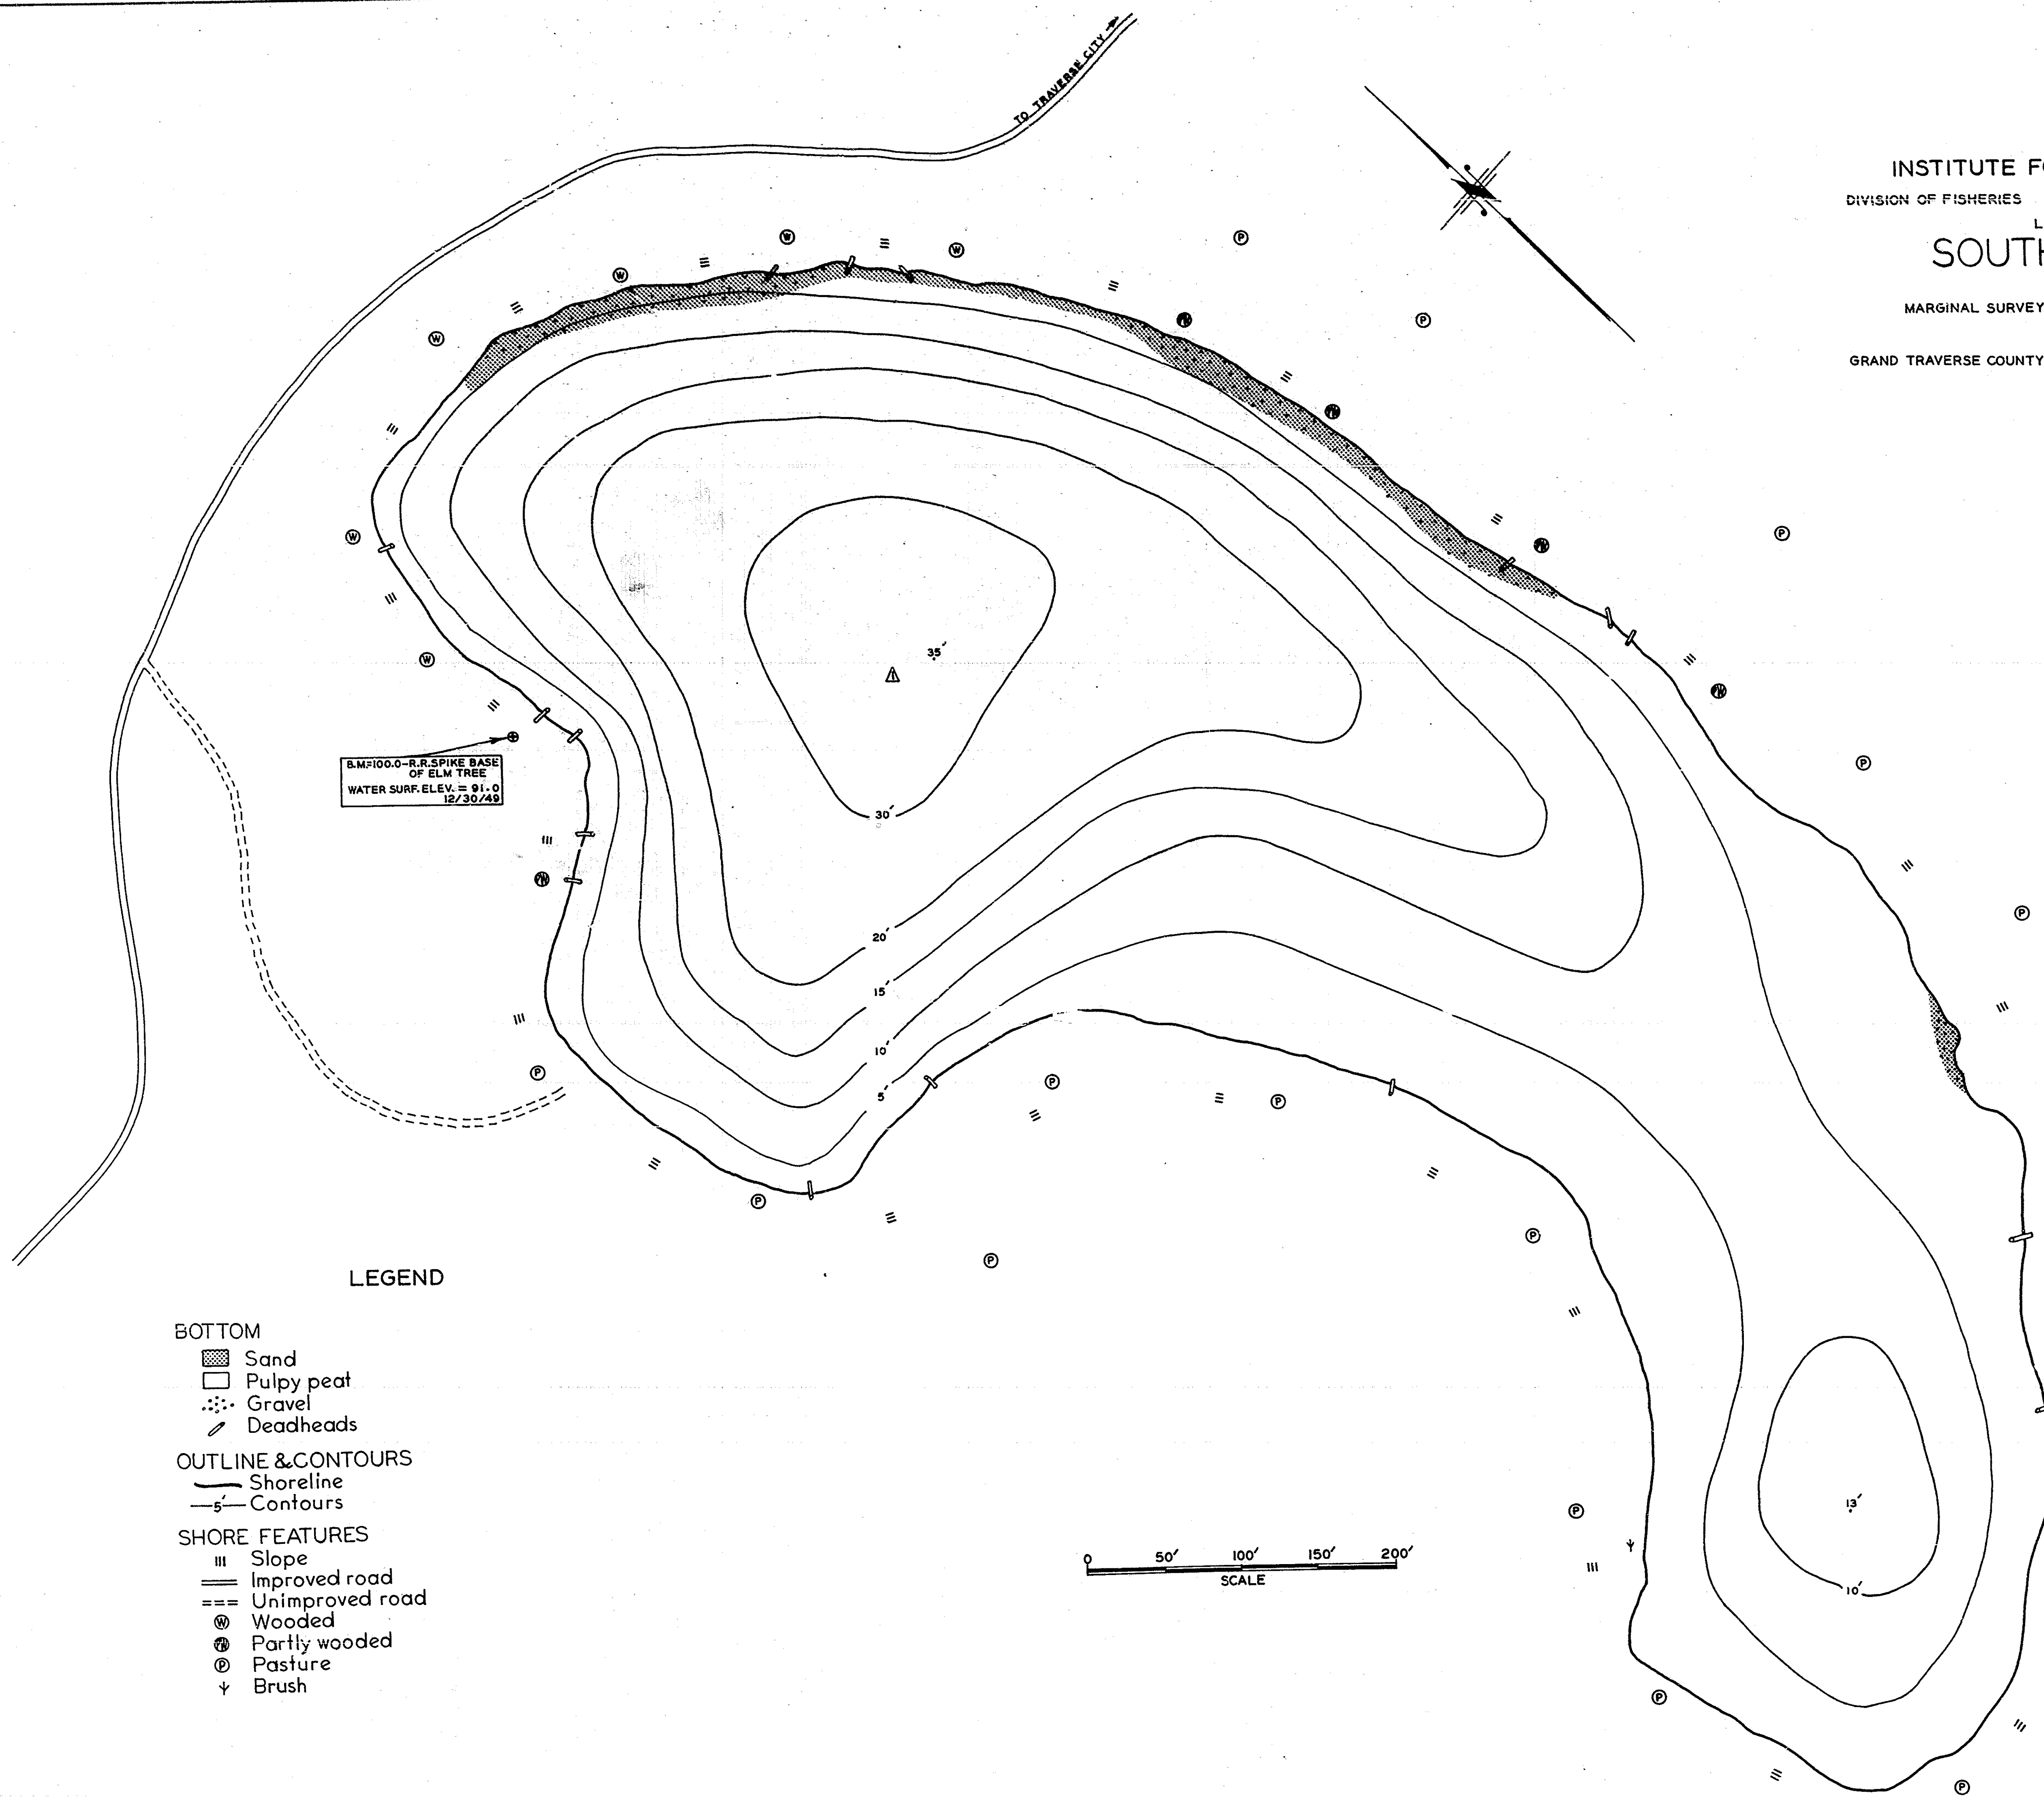 TO TRAVERSE CITY
INSTITUTE
DIVISION OF FISHERIES
SOUTH
MARGINAL SURVEY
GRAND TRAVERSE COUNTY
Ⓦ Ⓦ Ⓦ Ⓟ
Ⓦ Ⓟ
Ⓦ Ⓟ
Ⓦ
35'
B.M.=100.0-R.R.SPIKE BASE
OF ELM TREE
WATER SURF. ELEV. = 91.0
12/30/49
Ⓟ
30'
Ⓟ
20'
15'
10'
5'
Ⓟ Ⓟ Ⓟ
Ⓟ Ⓟ
Ⓟ
LEGEND
BOTTOM
Sand
Pulpy peat
Gravel
Deadheads
OUTLINE & CONTOURS
Shoreline
5' Contours
SHORE FEATURES
Slope
Improved road
Unimproved road
Ⓦ Wooded
PW Partly wooded
Ⓟ Pasture
Brush
0 50' 100' 150' 200'
SCALE
13'
Ⓟ
10'
Ⓟ
Ⓟ